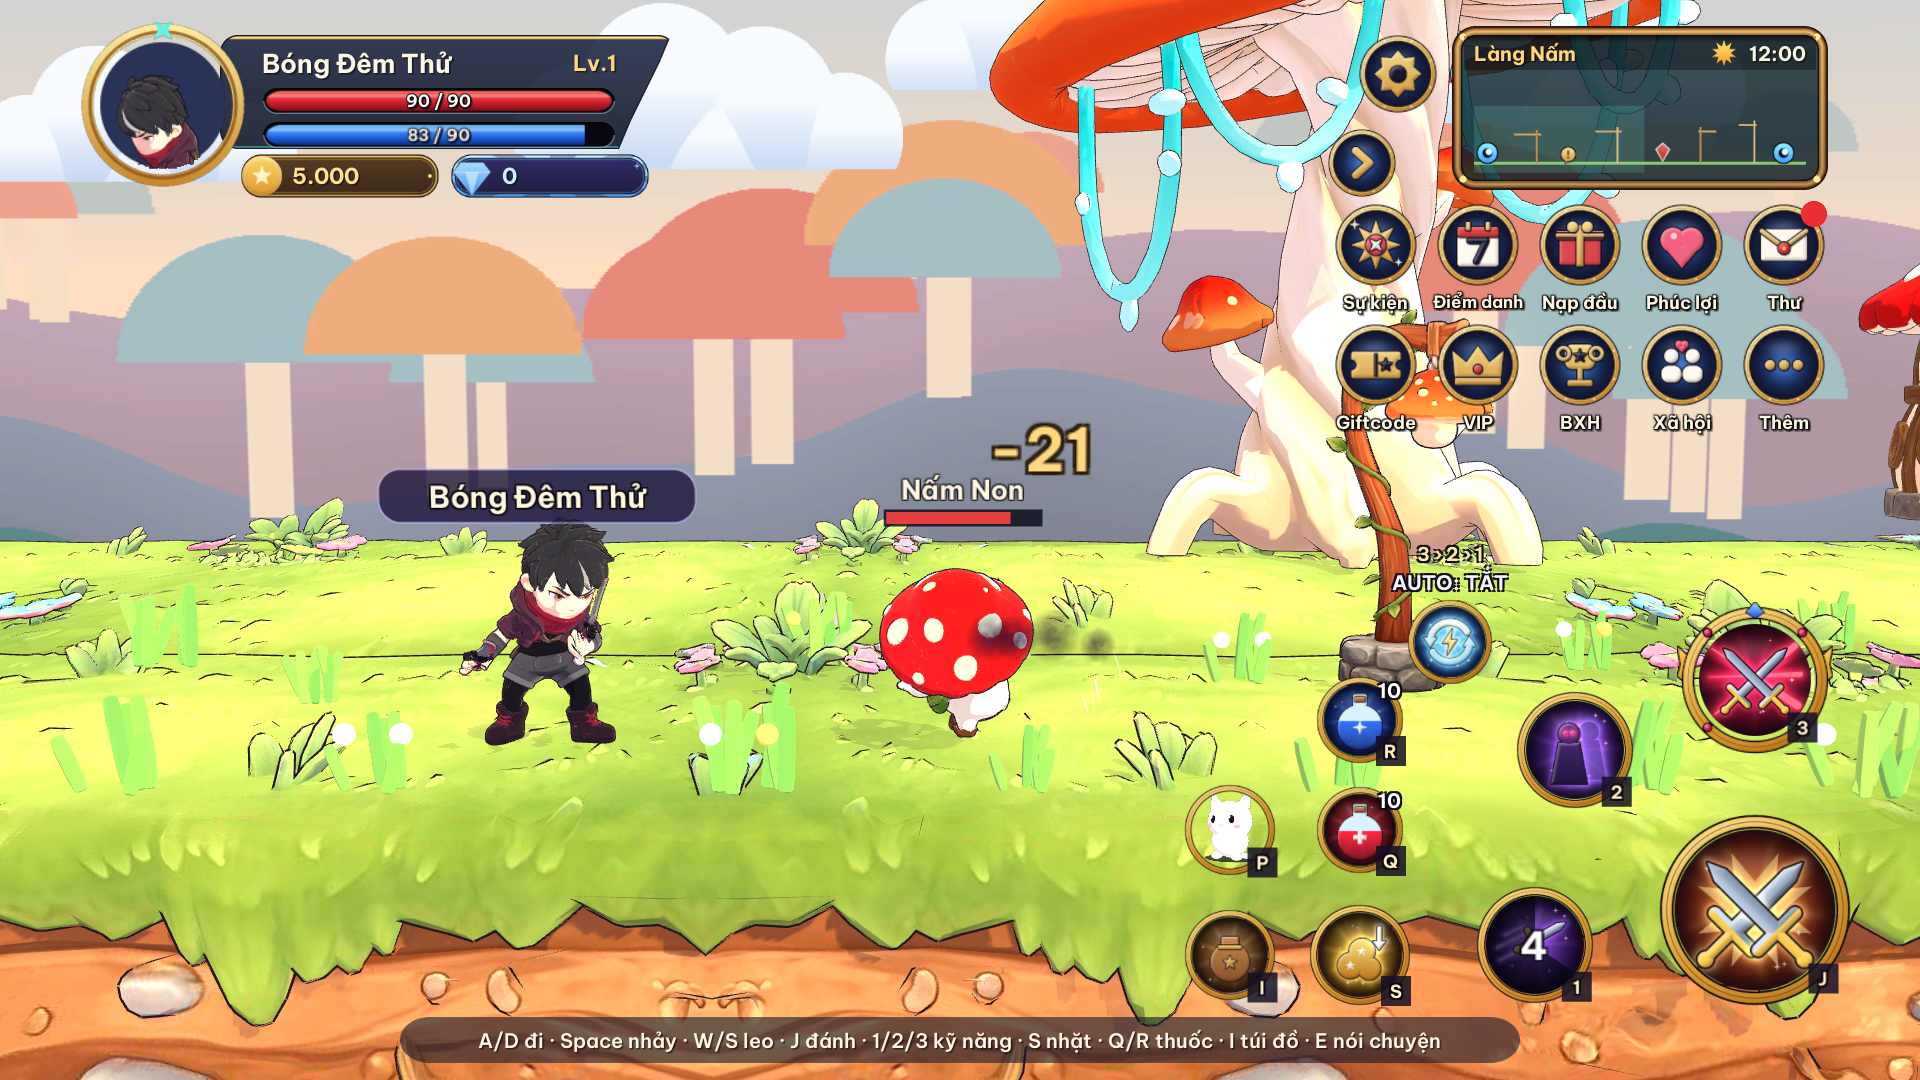 Bóng Đêm Thử
Lv.1
90 / 90
83 / 90
5.000
0
Làng Nấm
12:00
Sự kiện
7
Điểm danh
Nạp đầu
Phúc lợi
Thư
Giftcode
VIP
BXH
Xã hội
Thêm
-21
Nấm Non
Bóng Đêm Thử
3›2›1
AUTO: TẮT
10
R
3
2
10
Q
P
I
S
4
1
J
A/D đi · Space nhảy · W/S leo · J đánh · 1/2/3 kỹ năng · S nhặt · Q/R thuốc · I túi đồ · E nói chuyện